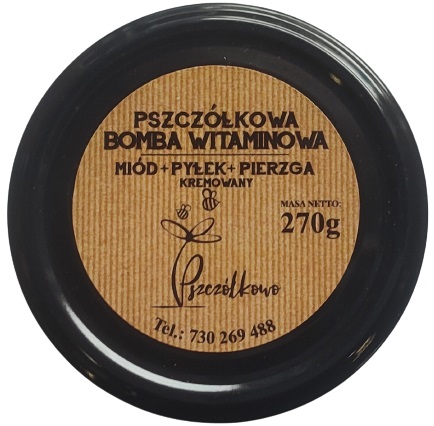 PSZCZÓŁKOWA
BOMBA WITAMINOWA
MIÓD+PYŁEK+PIERZGA
KREMOWANY
MASA NETTO:
270g
Pszczółkowo
Tel.: 730 269 488